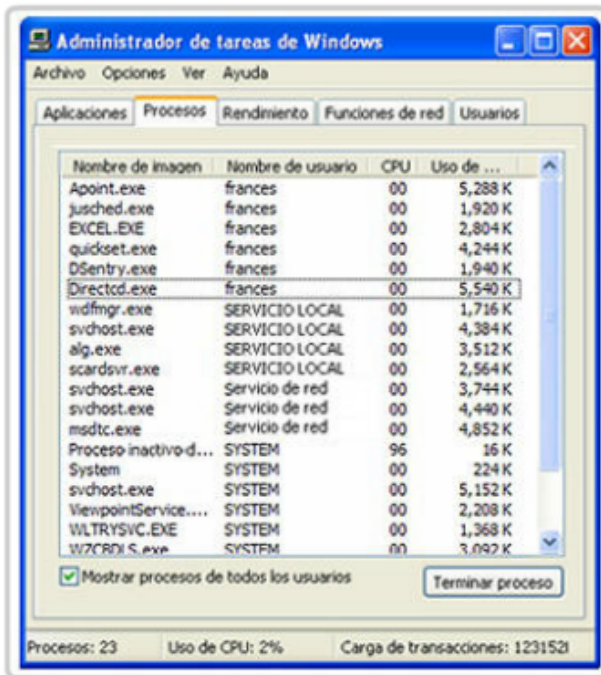 Administrador de tareas de Windows
Archivo Opciones Ver Ayuda
Aplicaciones Procesos Rendimiento Funciones de red Usuarios
Nombre de imagen Nombre de usuario CPU Uso de ...
Apoint.exe frances 00 5,288 K
jusched.exe frances 00 1,920 K
EXCEL.EXE frances 00 2,804 K
quickset.exe frances 00 4,244 K
DSentry.exe frances 00 1,940 K
Directcd.exe frances 00 5,540 K
wdfmgr.exe SERVICIO LOCAL 00 1,716 K
svchost.exe SERVICIO LOCAL 00 4,384 K
alg.exe SERVICIO LOCAL 00 3,512 K
scardsvr.exe SERVICIO LOCAL 00 2,564 K
svchost.exe Servicio de red 00 3,744 K
svchost.exe Servicio de red 00 4,440 K
msdtc.exe Servicio de red 00 4,852 K
Proceso inactivo d... SYSTEM 96 16 K
System SYSTEM 00 224 K
svchost.exe SYSTEM 00 5,152 K
ViewpointService.... SYSTEM 00 2,208 K
WLTRYSVC.EXE SYSTEM 00 1,368 K
WZCBDLS.exe SYSTEM 00 3,092 K
Mostrar procesos de todos los usuarios
Terminar proceso
Procesos: 23 Uso de CPU: 2% Carga de transacciones: